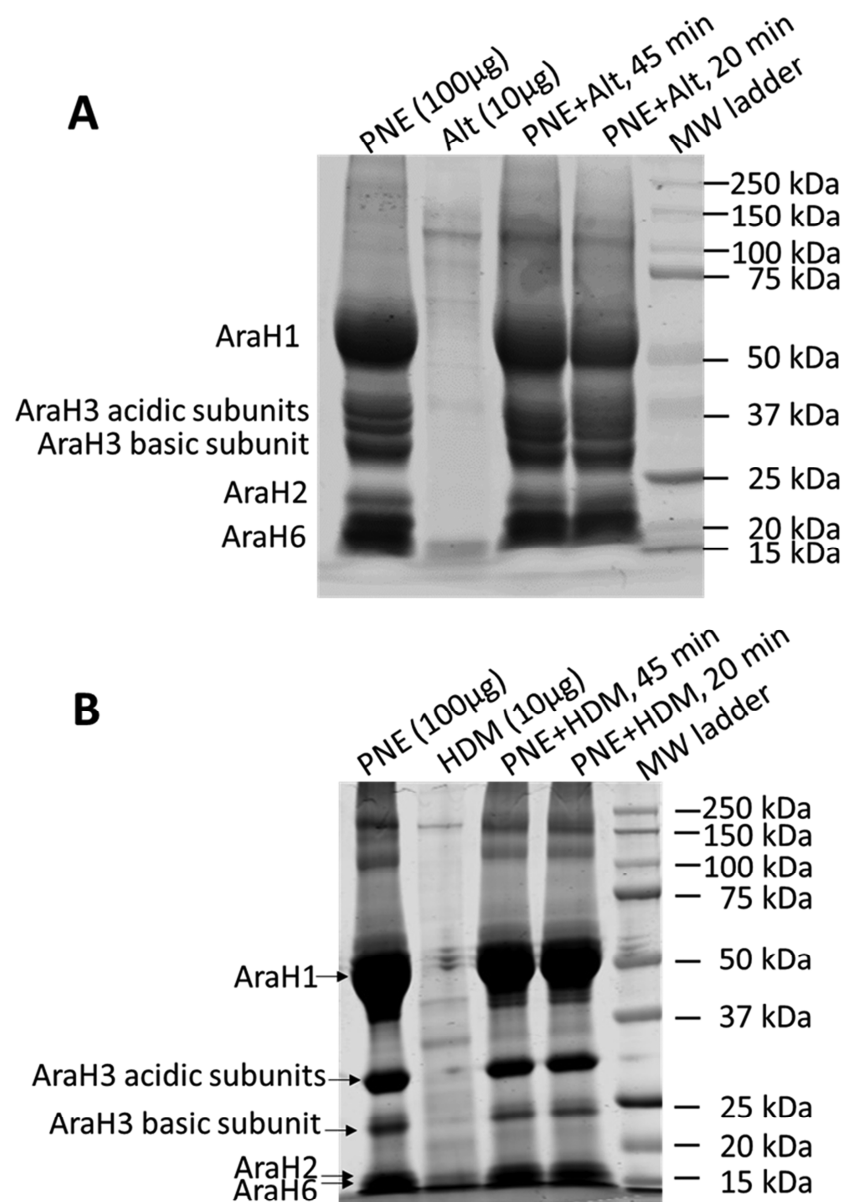 A
PNE (100µg)
Alt (10µg)
PNE+Alt, 45 min
PNE+Alt, 20 min
MW ladder
250 kDa
150 kDa
100 kDa
75 kDa
AraH1
50 kDa
AraH3 acidic subunits
37 kDa
AraH3 basic subunit
25 kDa
AraH2
20 kDa
AraH6
15 kDa
B
PNE (100µg)
HDM (10µg)
PNE+HDM, 45 min
PNE+HDM, 20 min
MW ladder
250 kDa
150 kDa
100 kDa
75 kDa
50 kDa
AraH1
37 kDa
AraH3 acidic subunits
25 kDa
AraH3 basic subunit
20 kDa
AraH2
15 kDa
AraH6